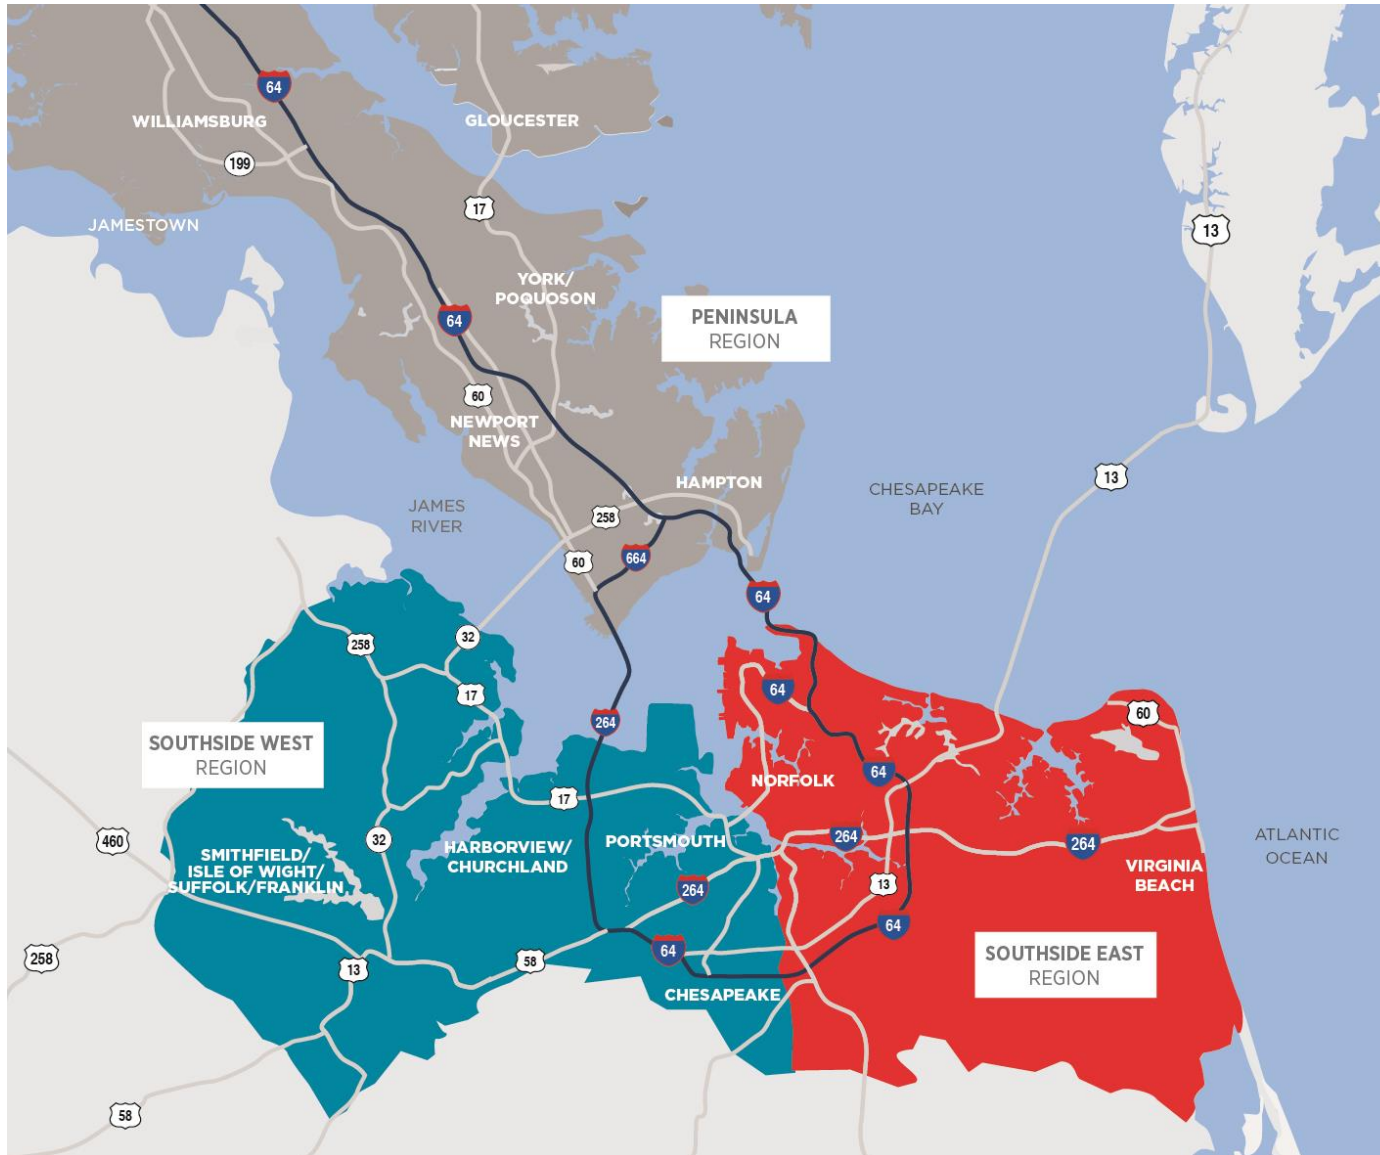 64
WILLIAMSBURG
GLOUCESTER
199
17
JAMESTOWN
13
YORK/
POQUOSON
64
PENINSULA
REGION
60
NEWPORT
NEWS
13
HAMPTON
CHESAPEAKE
BAY
JAMES
RIVER
258
60
664
64
258
32
17
64
264
60
SOUTHSIDE WEST
REGION
64
NORFOLK
17
460
32
264
264
ATLANTIC
OCEAN
HARBORVIEW/
CHURCHLAND
PORTSMOUTH
SMITHFIELD/
ISLE OF WIGHT/
SUFFOLK/FRANKLIN
VIRGINIA
BEACH
264
13
64
258
13
58
64
SOUTHSIDE EAST
REGION
CHESAPEAKE
58